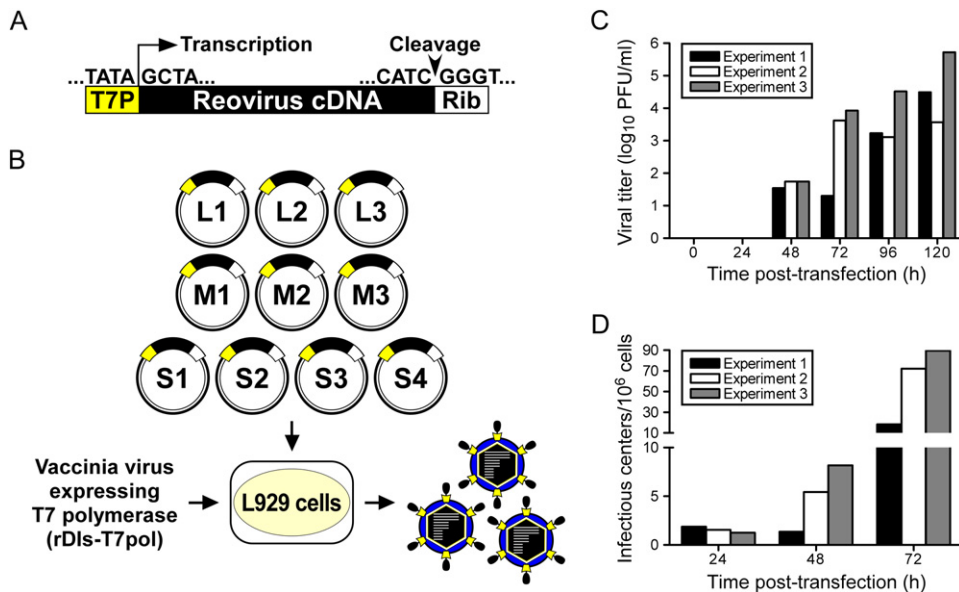 A
Transcription
Cleavage
...TATA GCTA...
...CATC GGGT...
T7P
Reovirus cDNA
Rib
B
L1
L2
L3
M1
M2
M3
S1
S2
S3
S4
Vaccinia virus
expressing
T7 polymerase
(rDIs-T7pol)
L929 cells
C
Viral titer (log10 PFU/ml)
6
5
4
3
2
1
0
Experiment 1
Experiment 2
Experiment 3
0 24 48 72 96 120
Time post-transfection (h)
D
Infectious centers/10⁶ cells
90
70
50
30
10
10
5
0
Experiment 1
Experiment 2
Experiment 3
24 48 72
Time post-transfection (h)